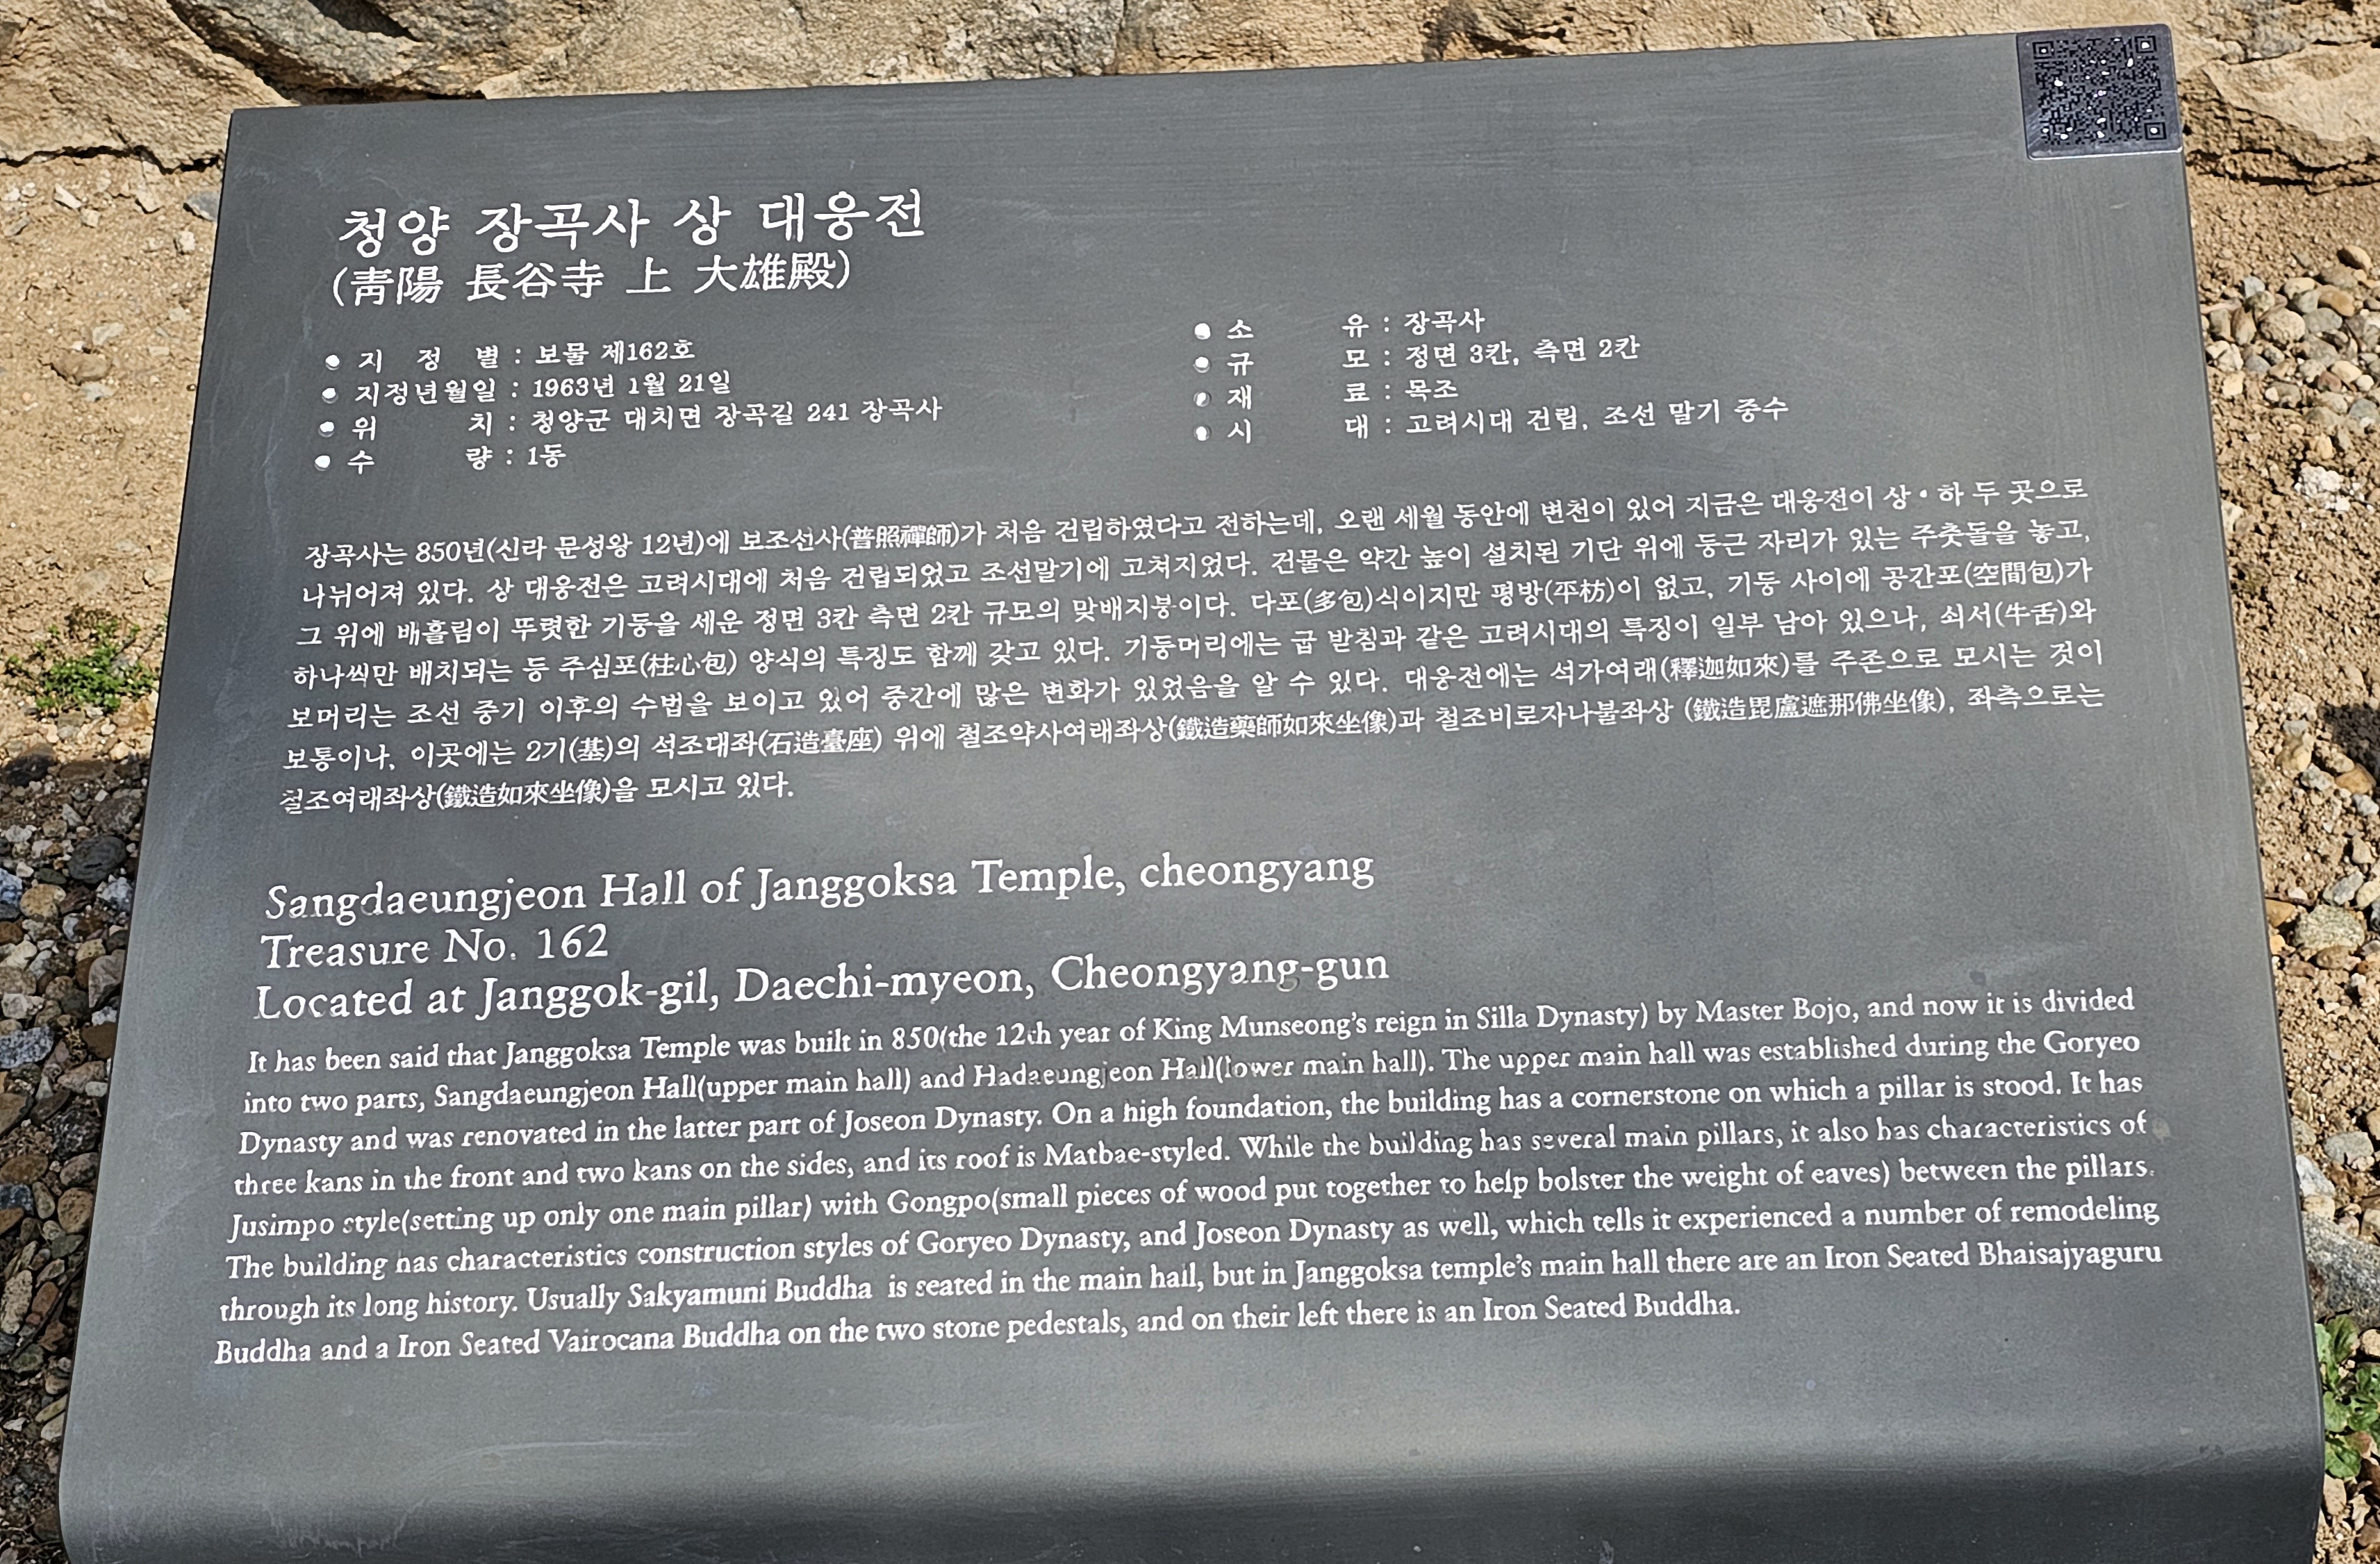 청양 장곡사 상 대웅전
(靑陽 長谷寺 上 大雄殿)
● 지 정 별 : 보물 제162호
● 지정년월일 : 1963년 1월 21일
● 위 치 : 청양군 대치면 장곡길 241 장곡사
● 수 량 : 1동
● 소 유 : 장곡사
● 규 모 : 정면 3칸, 측면 2칸
● 재 료 : 목조
● 시 대 : 고려시대 건립, 조선 말기 중수
장곡사는 850년(신라 문성왕 12년)에 보조선사(普照禪師)가 처음 건립하였다고 전하는데, 오랜 세월 동안에 변천이 있어 지금은 대웅전이 상·하 두 곳으로
나뉘어져 있다. 상 대웅전은 고려시대에 처음 건립되었고 조선말기에 고쳐지었다. 건물은 약간 높이 설치된 기단 위에 둥근 자리가 있는 주춧돌을 놓고,
그 위에 배흘림이 뚜렷한 기둥을 세운 정면 3칸 측면 2칸 규모의 맞배지붕이다. 다포(多包)식이지만 평방(平枋)이 없고, 기둥 사이에 공간포(空間包)가
하나씩만 배치되는 등 주심포(柱心包) 양식의 특징도 함께 갖고 있다. 기둥머리에는 굽 받침과 같은 고려시대의 특징이 일부 남아 있으나, 쇠서(牛舌)와
보머리는 조선 중기 이후의 수법을 보이고 있어 중간에 많은 변화가 있었음을 알 수 있다. 대웅전에는 석가여래(釋迦如來)를 주존으로 모시는 것이
보통이나, 이곳에는 2기(基)의 석조대좌(石造臺座) 위에 철조약사여래좌상(鐵造藥師如來坐像)과 철조비로자나불좌상 (鐵造毘盧遮那佛坐像), 좌측으로는
철조여래좌상(鐵造如來坐像)을 모시고 있다.
Sangdaeungjeon Hall of Janggoksa Temple, cheongyang
Treasure No. 162
Located at Janggok-gil, Daechi-myeon, Cheongyang-gun
It has been said that Janggoksa Temple was built in 850(the 12th year of King Munseong's reign in Silla Dynasty) by Master Bojo, and now it is divided
into two parts, Sangdaeungjeon Hall(upper main hall) and Hadaeungjeon Hall(lower main hall). The upper main hall was established during the Goryeo
Dynasty and was renovated in the latter part of Joseon Dynasty. On a high foundation, the building has a cornerstone on which a pillar is stood. It has
three kans in the front and two kans on the sides, and its roof is Matbae-styled. While the building has several main pillars, it also has characteristics of
Jusimpo style(setting up only one main pillar) with Gongpo(small pieces of wood put together to help bolster the weight of eaves) between the pillars.
The building has characteristics construction styles of Goryeo Dynasty, and Joseon Dynasty as well, which tells it experienced a number of remodeling
through its long history. Usually Sakyamuni Buddha is seated in the main hall, but in Janggoksa temple's main hall there are an Iron Seated Bhaisajyaguru
Buddha and a Iron Seated Vairocana Buddha on the two stone pedestals, and on their left there is an Iron Seated Buddha.